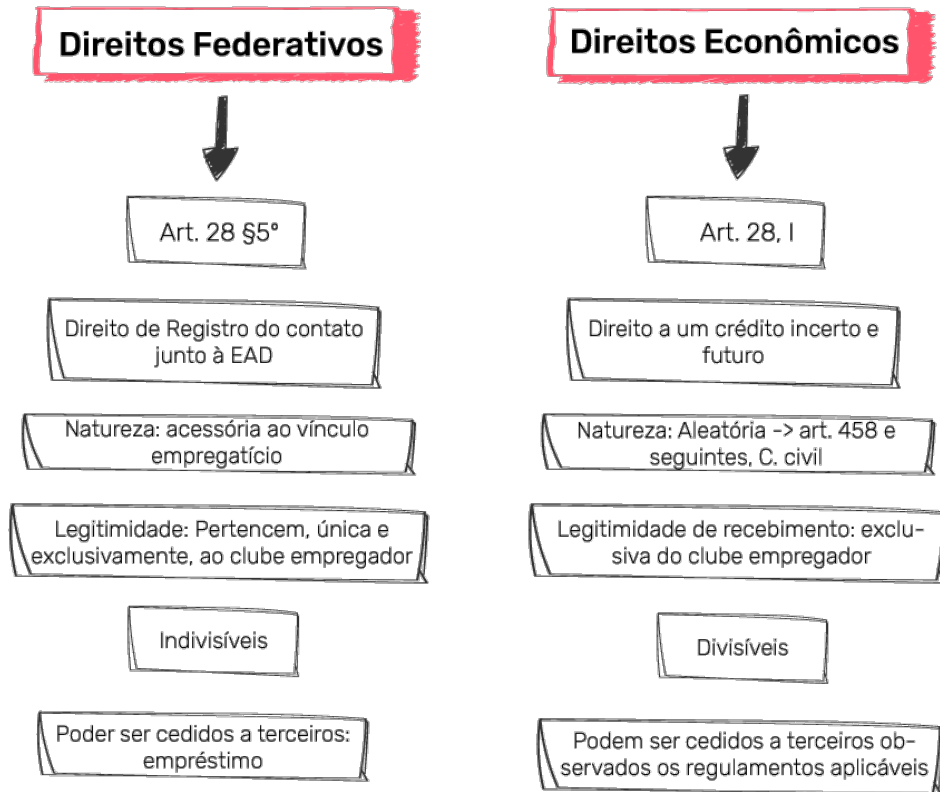 Direitos Federativos
Art. 28 §5°
Direito de Registro do contato
junto à EAD
Natureza: acessória ao vínculo
empregatício
Legitimidade: Pertencem, única e
exclusivamente, ao clube empregador
Indivisíveis
Poder ser cedidos a terceiros:
empréstimo
Direitos Econômicos
Art. 28, I
Direito a um crédito incerto e
futuro
Natureza: Aleatória -> art. 458 e
seguintes, C. civil
Legitimidade de recebimento: exclu-
siva do clube empregador
Divisíveis
Podem ser cedidos a terceiros ob-
servados os regulamentos aplicáveis